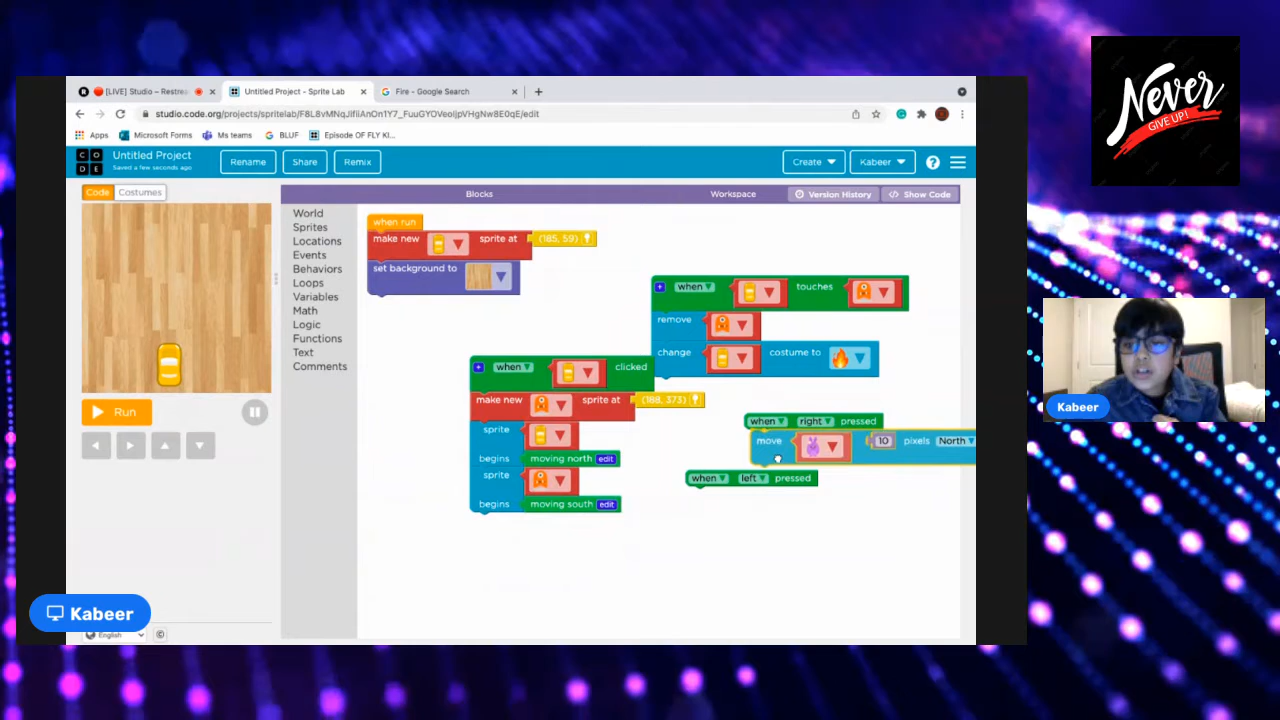 [LIVE] Studio – Restrea
Untitled Project - Sprite Lab
Fire - Google Search
studio.code.org/projects/spritelab/F8L8vMNqJIfiiAnOn1Y7_FuuGYOVeoIjpVHgNw8E0qE/edit
Apps
Microsoft Forms
Ms teams
BLUF
Episode OF FLY KI...
C O
D E
Untitled Project
Saved a few seconds ago
Rename
Share
Remix
Create
Kabeer
?
Code
Costumes
Blocks
Workspace
Version History
</> Show Code
World
Sprites
Locations
Events
Behaviors
Loops
Variables
Math
Logic
Functions
Text
Comments
when run
make new sprite at (185, 59)
set background to
when touches
remove
change costume to
when clicked
make new sprite at (188, 373)
sprite
begins moving north edit
sprite
begins moving south edit
when right pressed
move 10 pixels North
when left pressed
Run
English
©
Kabeer
Never
GIVE UP!
Kabeer